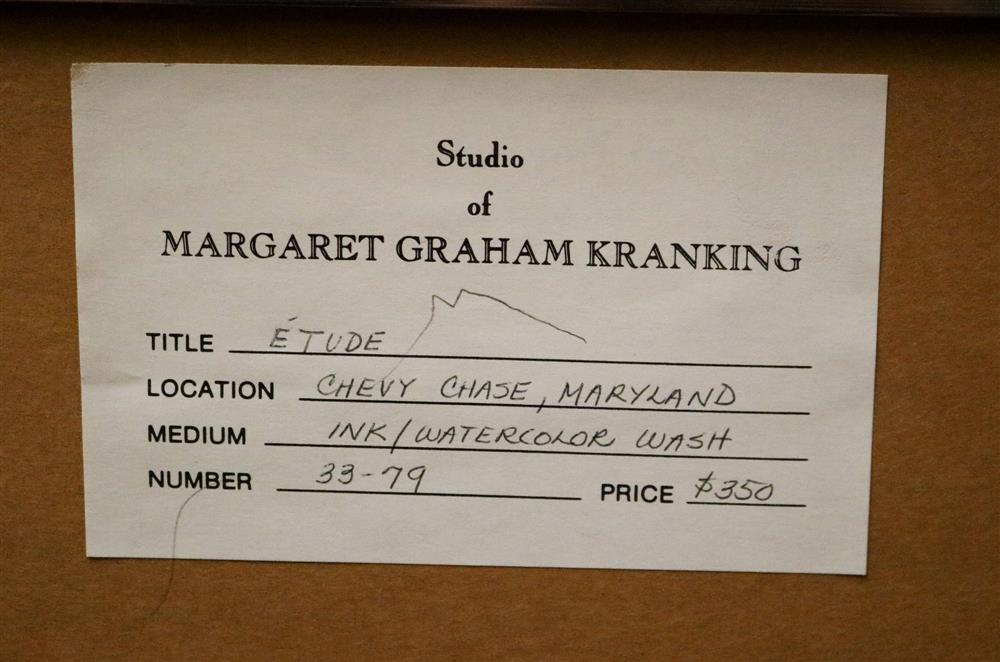 Studio
of
MARGARET GRAHAM KRANKING
TITLE ÉTUDE
LOCATION CHEVY CHASE, MARYLAND
MEDIUM INK/WATERCOLOR WASH
NUMBER 33-79 PRICE $350